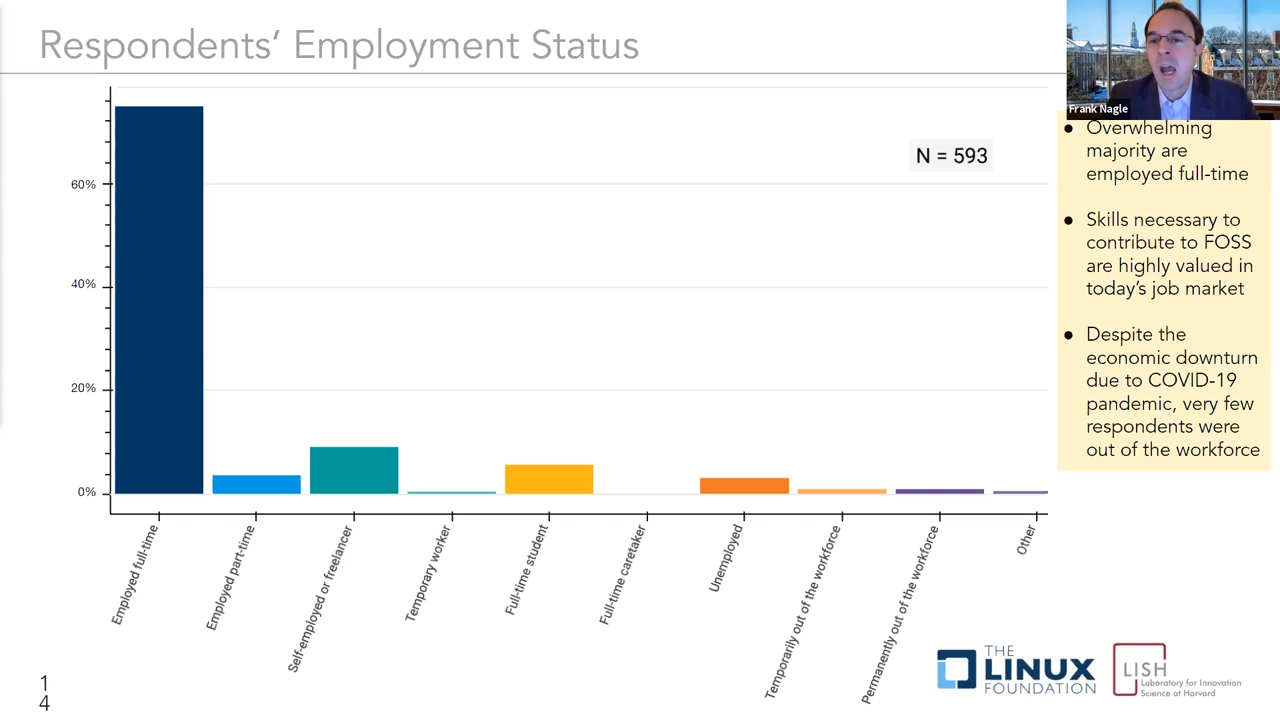 Respondents' Employment Status
Frank Nagle
N = 593
60%
40%
20%
0%
Employed full-time
Employed part-time
Self-employed or freelancer
Temporary worker
Full-time student
Full-time caretaker
Unemployed
Temporarily out of the workforce
Permanently out of the workforce
Other
● Overwhelming
majority are
employed full-time
● Skills necessary to
contribute to FOSS
are highly valued in
today's job market
● Despite the
economic downturn
due to COVID-19
pandemic, very few
respondents were
out of the workforce
1
4
THE
LINUX
FOUNDATION
LISH
Laboratory for Innovation
Science at Harvard